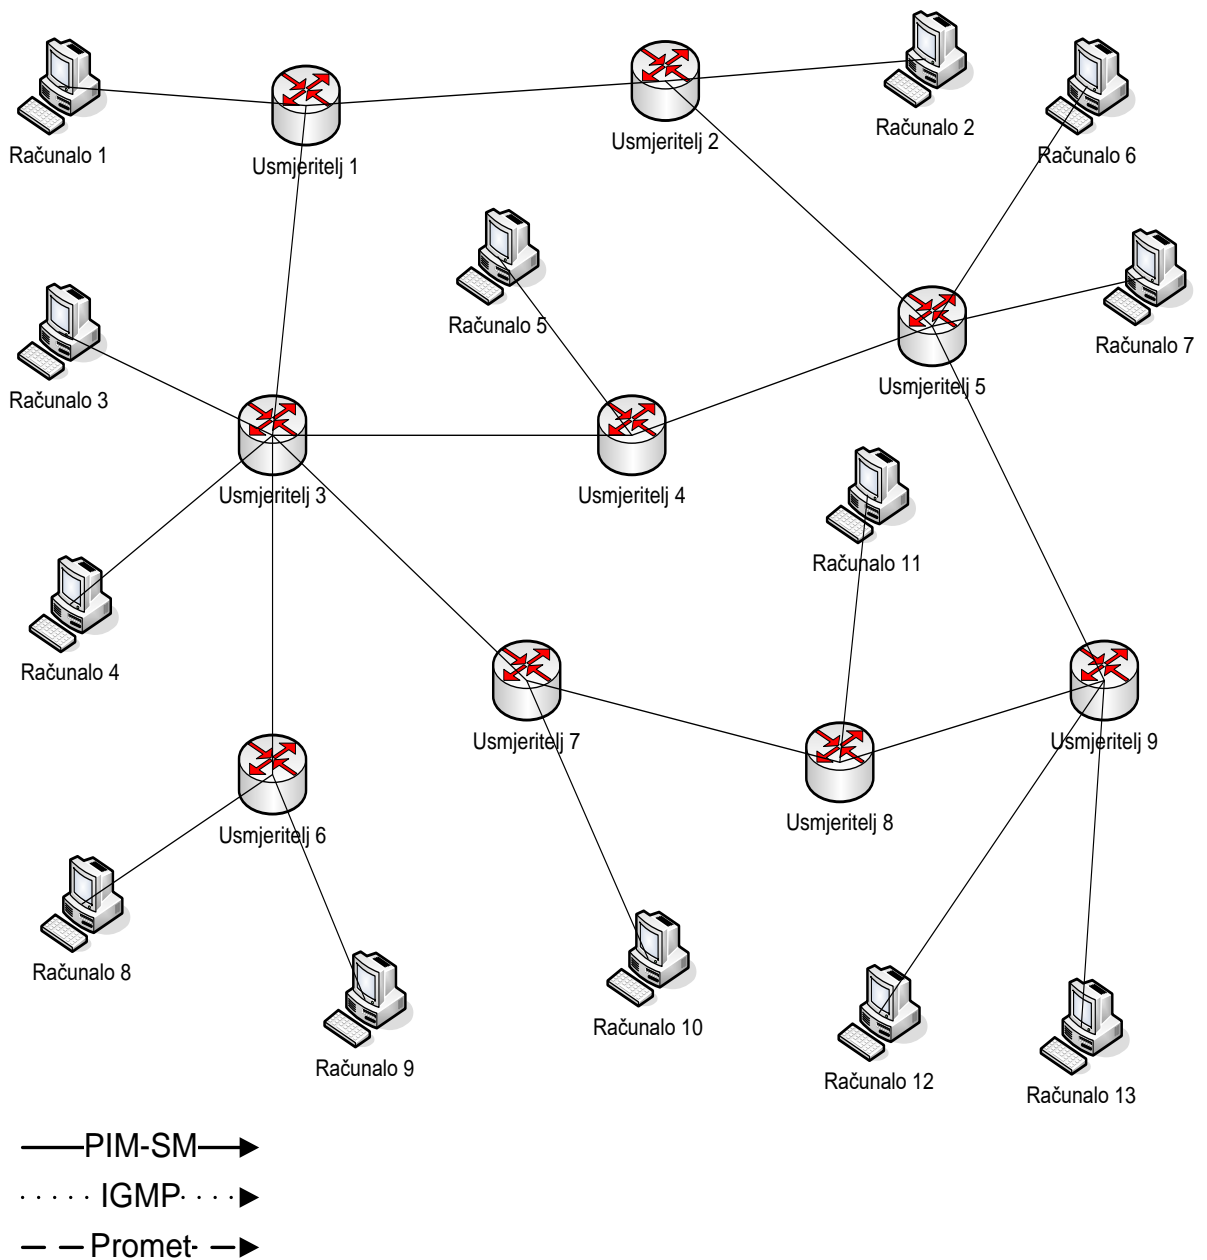 Računalo 1
Usmjeritelj 1
Usmjeritelj 2
Računalo 2
Računalo 6
Računalo 5
Računalo 7
Računalo 3
Usmjeritelj 5
Usmjeritelj 3
Usmjeritelj 4
Računalo 11
Računalo 4
Usmjeritelj 7
Usmjeritelj 9
Usmjeritelj 6
Usmjeritelj 8
Računalo 8
Računalo 10
Računalo 9
Računalo 12
Računalo 13
PIM-SM
IGMP
Promet